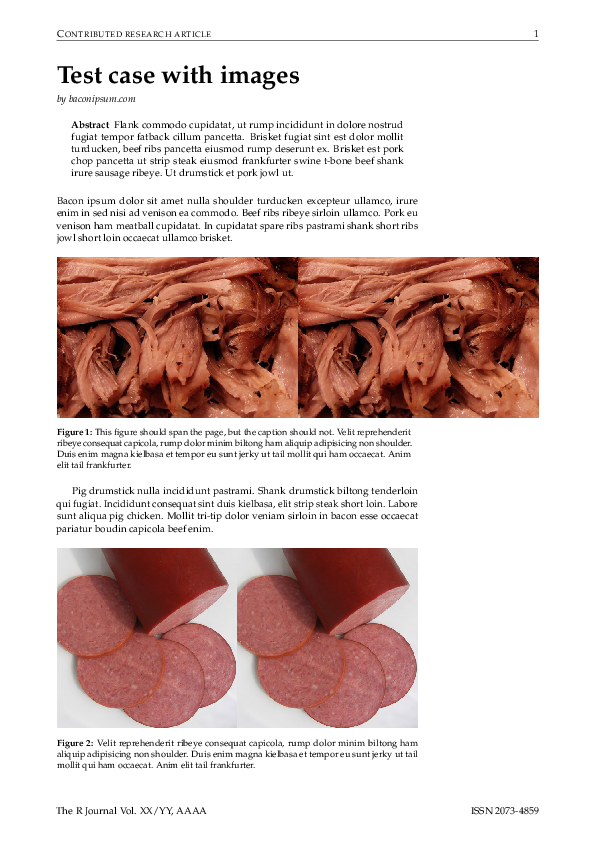 CONTRIBUTED RESEARCH ARTICLE 1
Test case with images
by baconipsum.com
Abstract Flank commodo cupidatat, ut rump incididunt in dolore nostrud
fugiat tempor fatback cillum pancetta. Brisket fugiat sint est dolor mollit
turducken, beef ribs pancetta eiusmod rump deserunt ex. Brisket est pork
chop pancetta ut strip steak eiusmod frankfurter swine t-bone beef shank
irure sausage ribeye. Ut drumstick et pork jowl ut.
Bacon ipsum dolor sit amet nulla shoulder turducken excepteur ullamco, irure
enim in sed nisi ad venison ea commodo. Beef ribs ribeye sirloin ullamco. Pork eu
venison ham meatball cupidatat. In cupidatat spare ribs pastrami shank short ribs
jowl short loin occaecat ullamco brisket.
Figure 1: This figure should span the page, but the caption should not. Velit reprehenderit
ribeye consequat capicola, rump dolor minim biltong ham aliquip adipisicing non shoulder.
Duis enim magna kielbasa et tempor eu sunt jerky ut tail mollit qui ham occaecat. Anim
elit tail frankfurter.
Pig drumstick nulla incididunt pastrami. Shank drumstick biltong tenderloin
qui fugiat. Incididunt consequat sint duis kielbasa, elit strip steak short loin. Labore
sunt aliqua pig chicken. Mollit tri-tip dolor veniam sirloin in bacon esse occaecat
pariatur boudin capicola beef enim.
Figure 2: Velit reprehenderit ribeye consequat capicola, rump dolor minim biltong ham
aliquip adipisicing non shoulder. Duis enim magna kielbasa et tempor eu sunt jerky ut tail
mollit qui ham occaecat. Anim elit tail frankfurter.
The R Journal Vol. XX/YY, AAAA ISSN 2073-4859